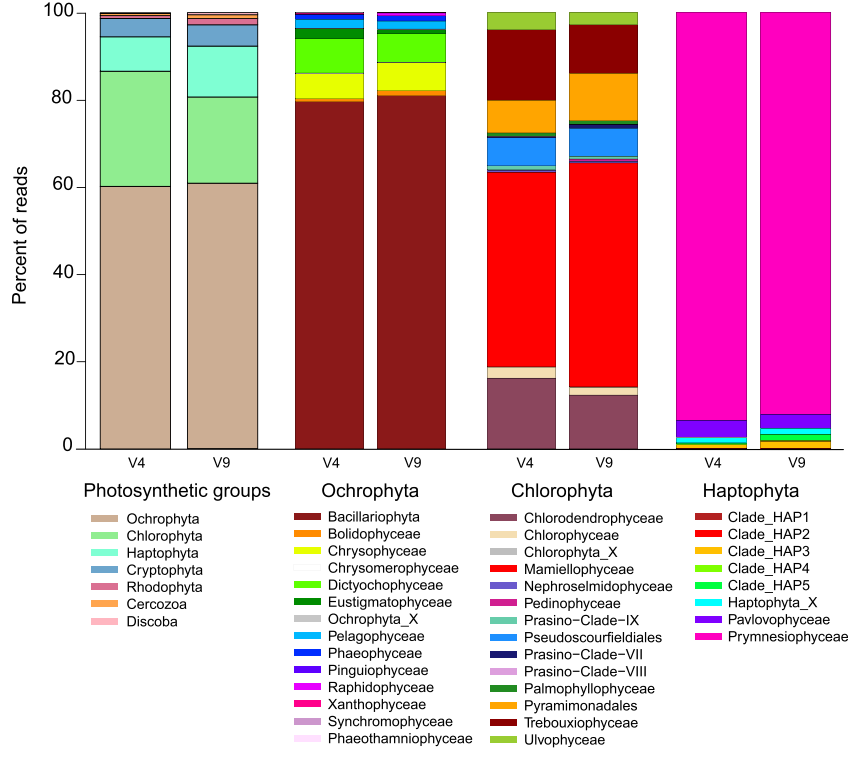 100
80
60
40
20
0
Percent of reads
V4
V9
V4
V9
V4
V9
V4
V9
Photosynthetic groups
Ochrophyta
Chlorophyta
Haptophyta
Cryptophyta
Rhodophyta
Cercozoa
Discoba
Ochrophyta
Bacillariophyta
Bolidophyceae
Chrysophyceae
Chrysomerophyceae
Dictyochophyceae
Eustigmatophyceae
Ochrophyta_X
Pelagophyceae
Phaeophyceae
Pinguiophyceae
Raphidophyceae
Xanthophyceae
Synchromophyceae
Phaeothamniophyceae
Chlorophyta
Chlorodendrophyceae
Chlorophyceae
Chlorophyta_X
Mamiellophyceae
Nephroselmidophyceae
Pedinophyceae
Prasino−Clade−IX
Pseudoscourfieldiales
Prasino−Clade−VII
Prasino−Clade−VIII
Palmophyllophyceae
Pyramimonadales
Trebouxiophyceae
Ulvophyceae
Haptophyta
Clade_HAP1
Clade_HAP2
Clade_HAP3
Clade_HAP4
Clade_HAP5
Haptophyta_X
Pavlovophyceae
Prymnesiophyceae